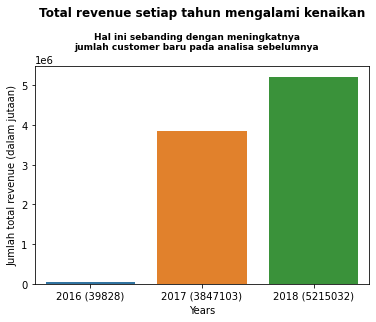 Total revenue setiap tahun mengalami kenaikan
Hal ini sebanding dengan meningkatnya
jumlah customer baru pada analisa sebelumnya
1e6
5
4
3
2
1
0
Jumlah total revenue (dalam jutaan)
2016 (39828) 2017 (3847103) 2018 (5215032)
Years